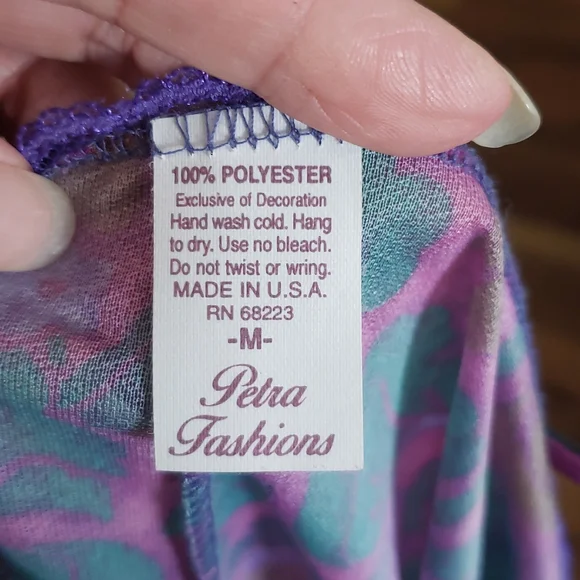 100% POLYESTER
Exclusive of Decoration
Hand wash cold. Hang
to dry. Use no bleach.
Do not twist or wring.
MADE IN U.S.A.
RN 68223
-M-
Petra
Fashions